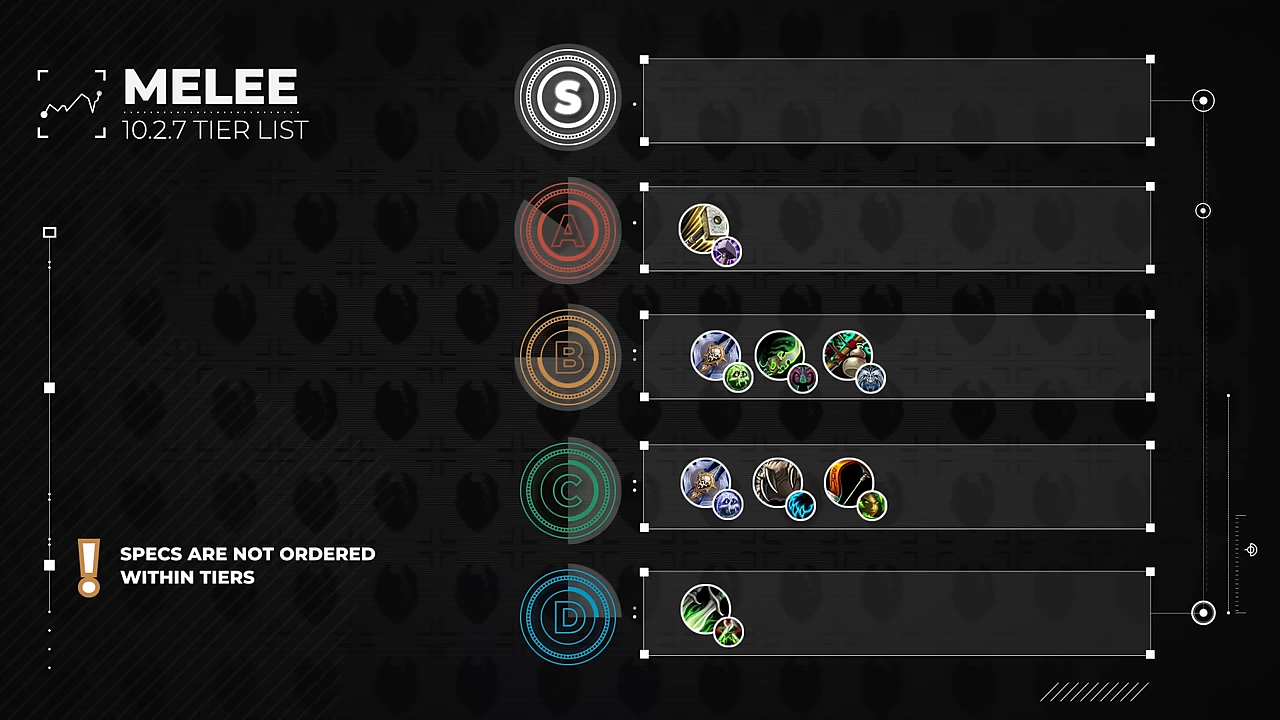 MELEE
10.2.7 TIER LIST
S
A
B
C
D
SPECS ARE NOT ORDERED
WITHIN TIERS